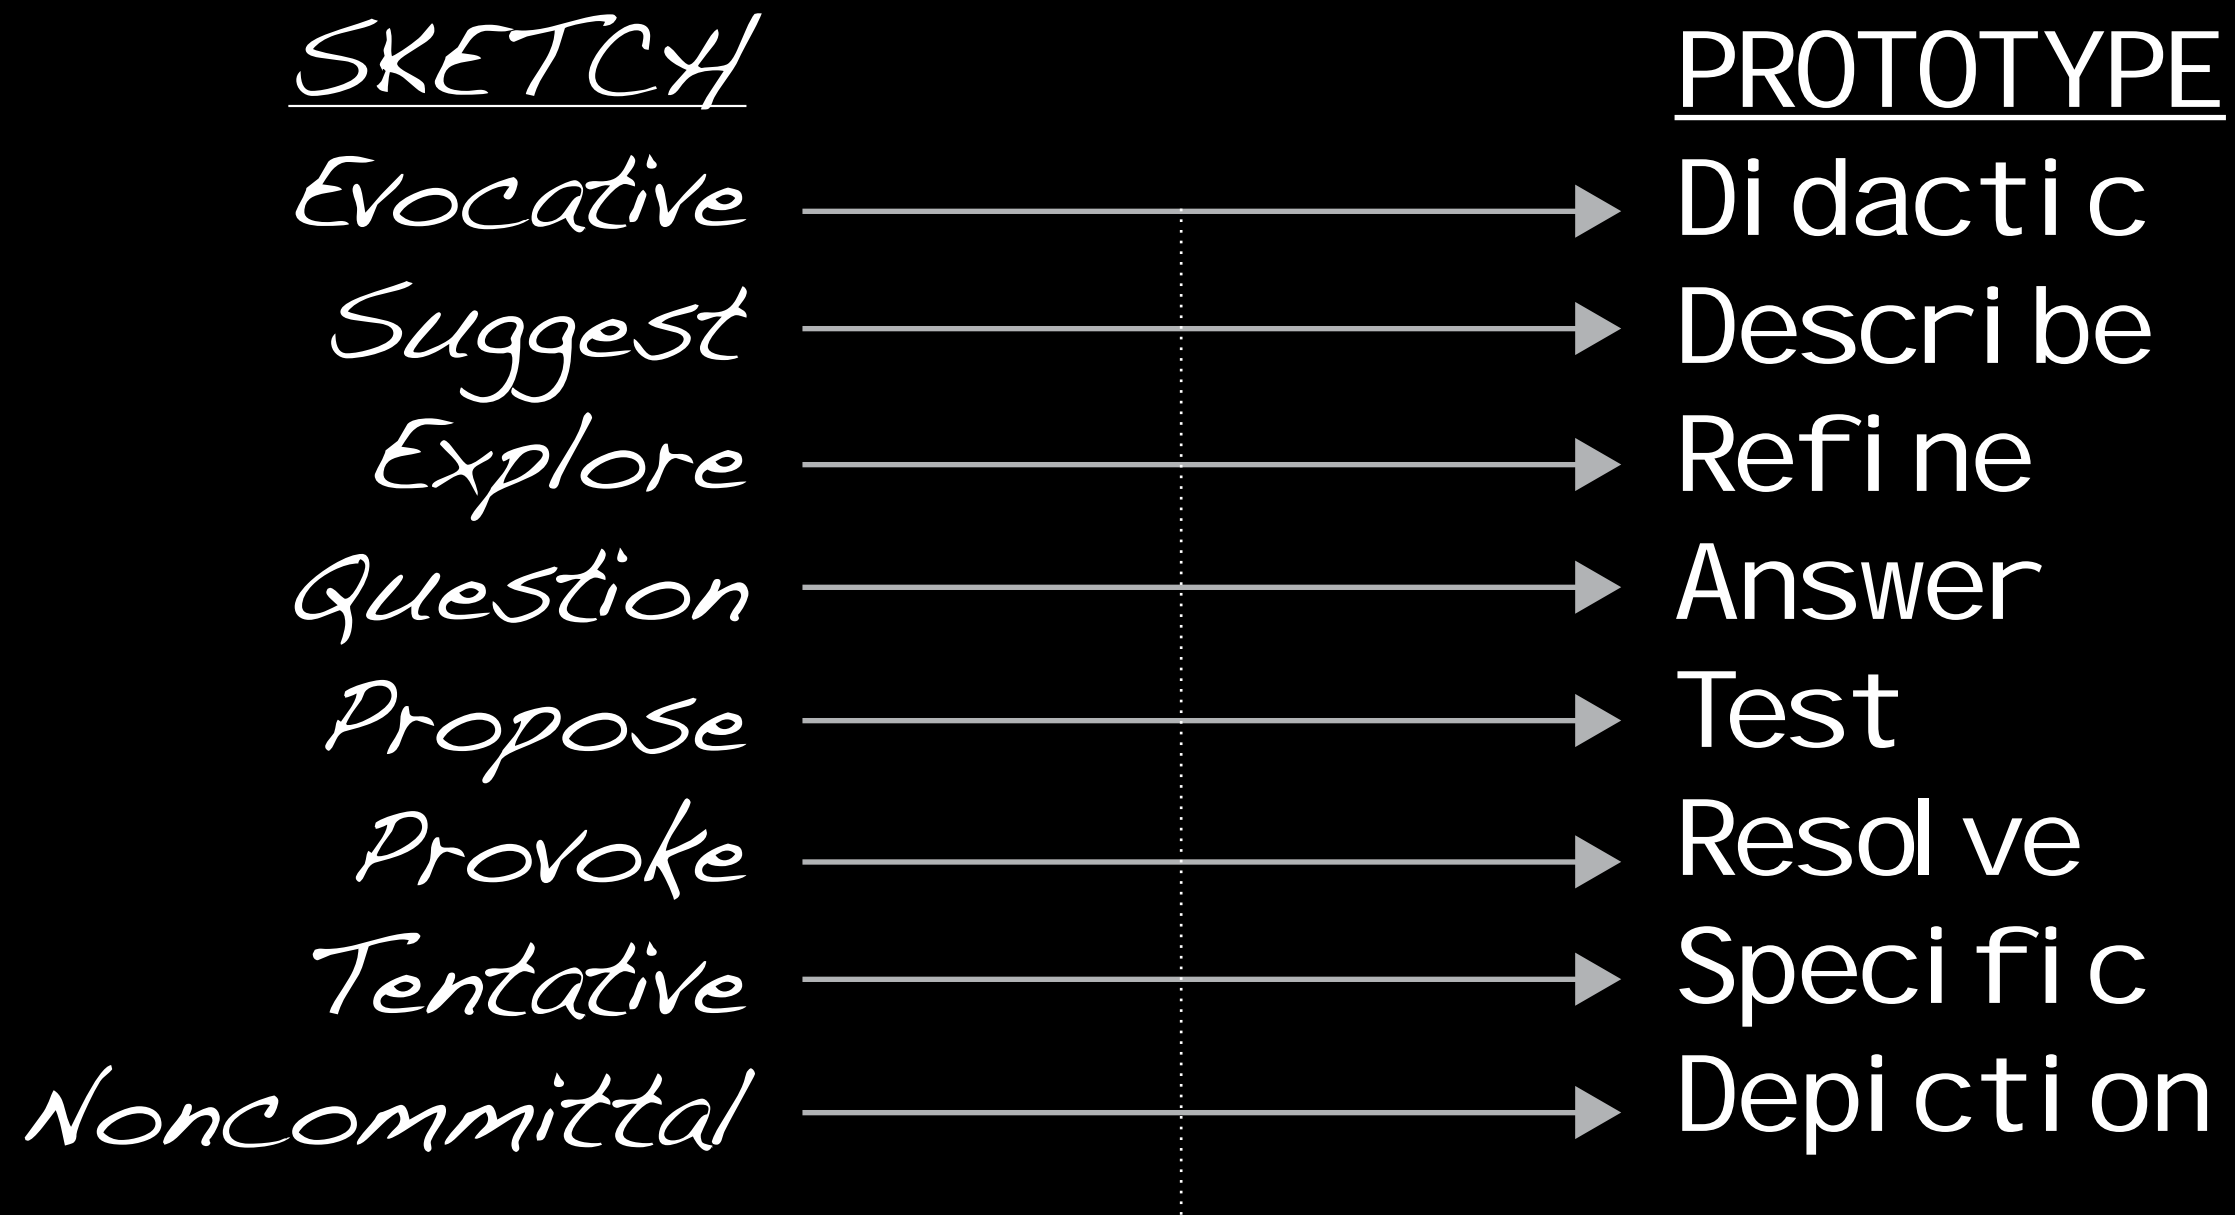 SKETCH PROTOTYPE
Evocative Didactic
Suggest Describe
Explore Refine
Question Answer
Propose Test
Provoke Resolve
Tentative Specific
Noncommittal Depiction